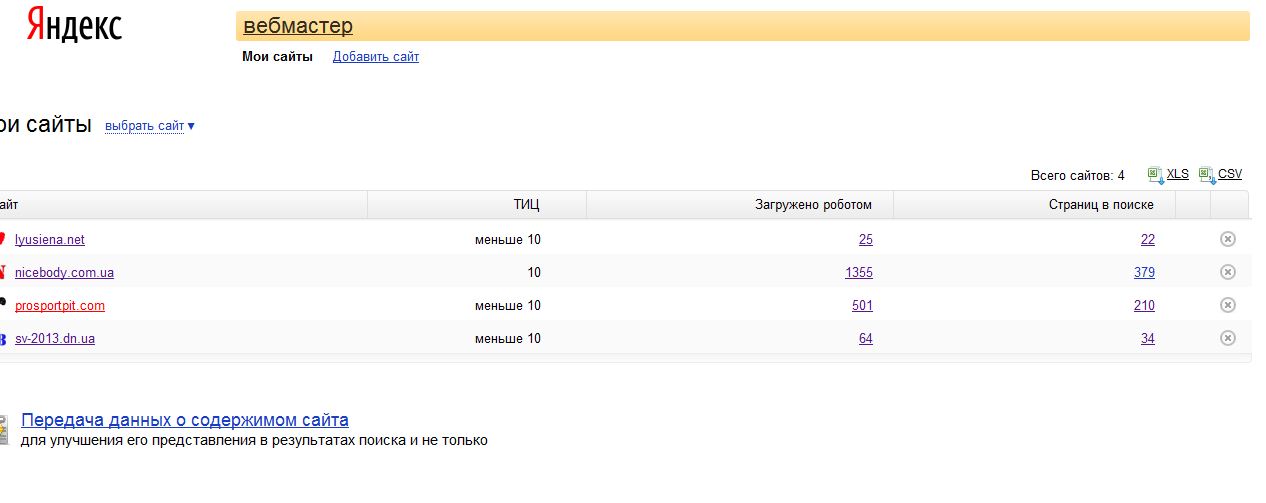 Яндекс
вебмастер
Мои сайты Добавить сайт
ои сайты выбрать сайт ▼
Всего сайтов: 4 XLS CSV
айт ТИЦ Загружено роботом Страниц в поиске
lyusiena.net меньше 10 25 22
nicebody.com.ua 10 1355 379
prosportpit.com меньше 10 501 210
sv-2013.dn.ua меньше 10 64 34
Передача данных о содержимом сайта
для улучшения его представления в результатах поиска и не только